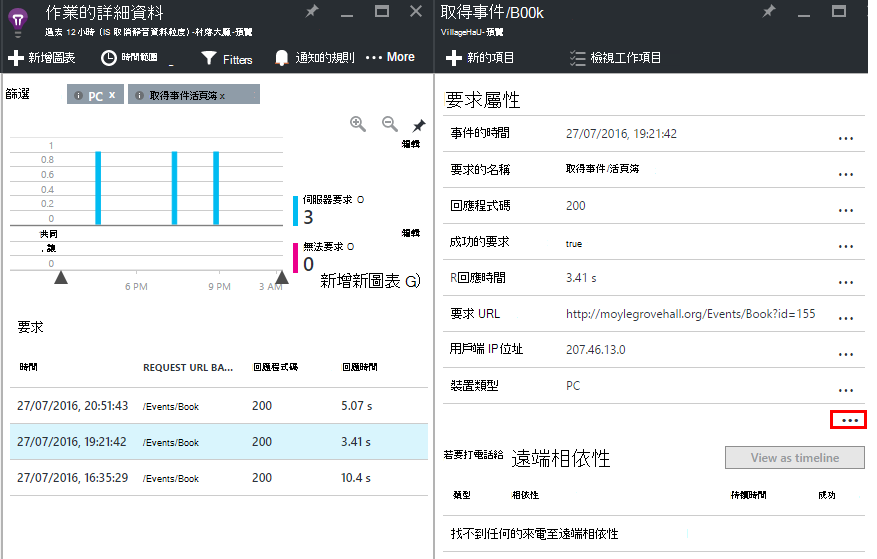 作業的詳細資料
過去 12 小時 (IS 取消靜音資料粒度) -村落大廳-預覽
新增圖表
時間範圍
Fitters
通知的規則
More
篩選
PC x
取得事件活頁簿 x
編輯
1
0.8
0.6
0.4
0.2
0
伺服器要求 O
3
共同
, 讓
0
編輯
無法要求 O
0
6 PM
9 PM
3 AM
新增新圖表 G)
要求
時間
REQUEST URL BA...
回應程式碼
回應時間
27/07/2016, 20:51:43 /Events/Book 200 5.07 s
27/07/2016, 19:21:42 /Events/Book 200 3.41 s
27/07/2016, 16:35:29 /Events/Book 200 10.4 s
取得事件/B00k
VillageHaU-預覽
新的項目
檢視工作項目
要求屬性
事件的時間 27/07/2016, 19:21:42 ...
要求的名稱 取得事件/活頁簿 ...
回應程式碼 200 ...
成功的要求 true ...
R回應時間 3.41 s ...
要求 URL http://moylegrovehall.org/Events/Book?id=155 ...
用戶端 IP位址 207.46.13.0 ...
裝置類型 PC ...
...
若要打電話給 遠端相依性
View as timeline
類型 相依性 持續時間 成功
找不到任何的來電至遠端相依性